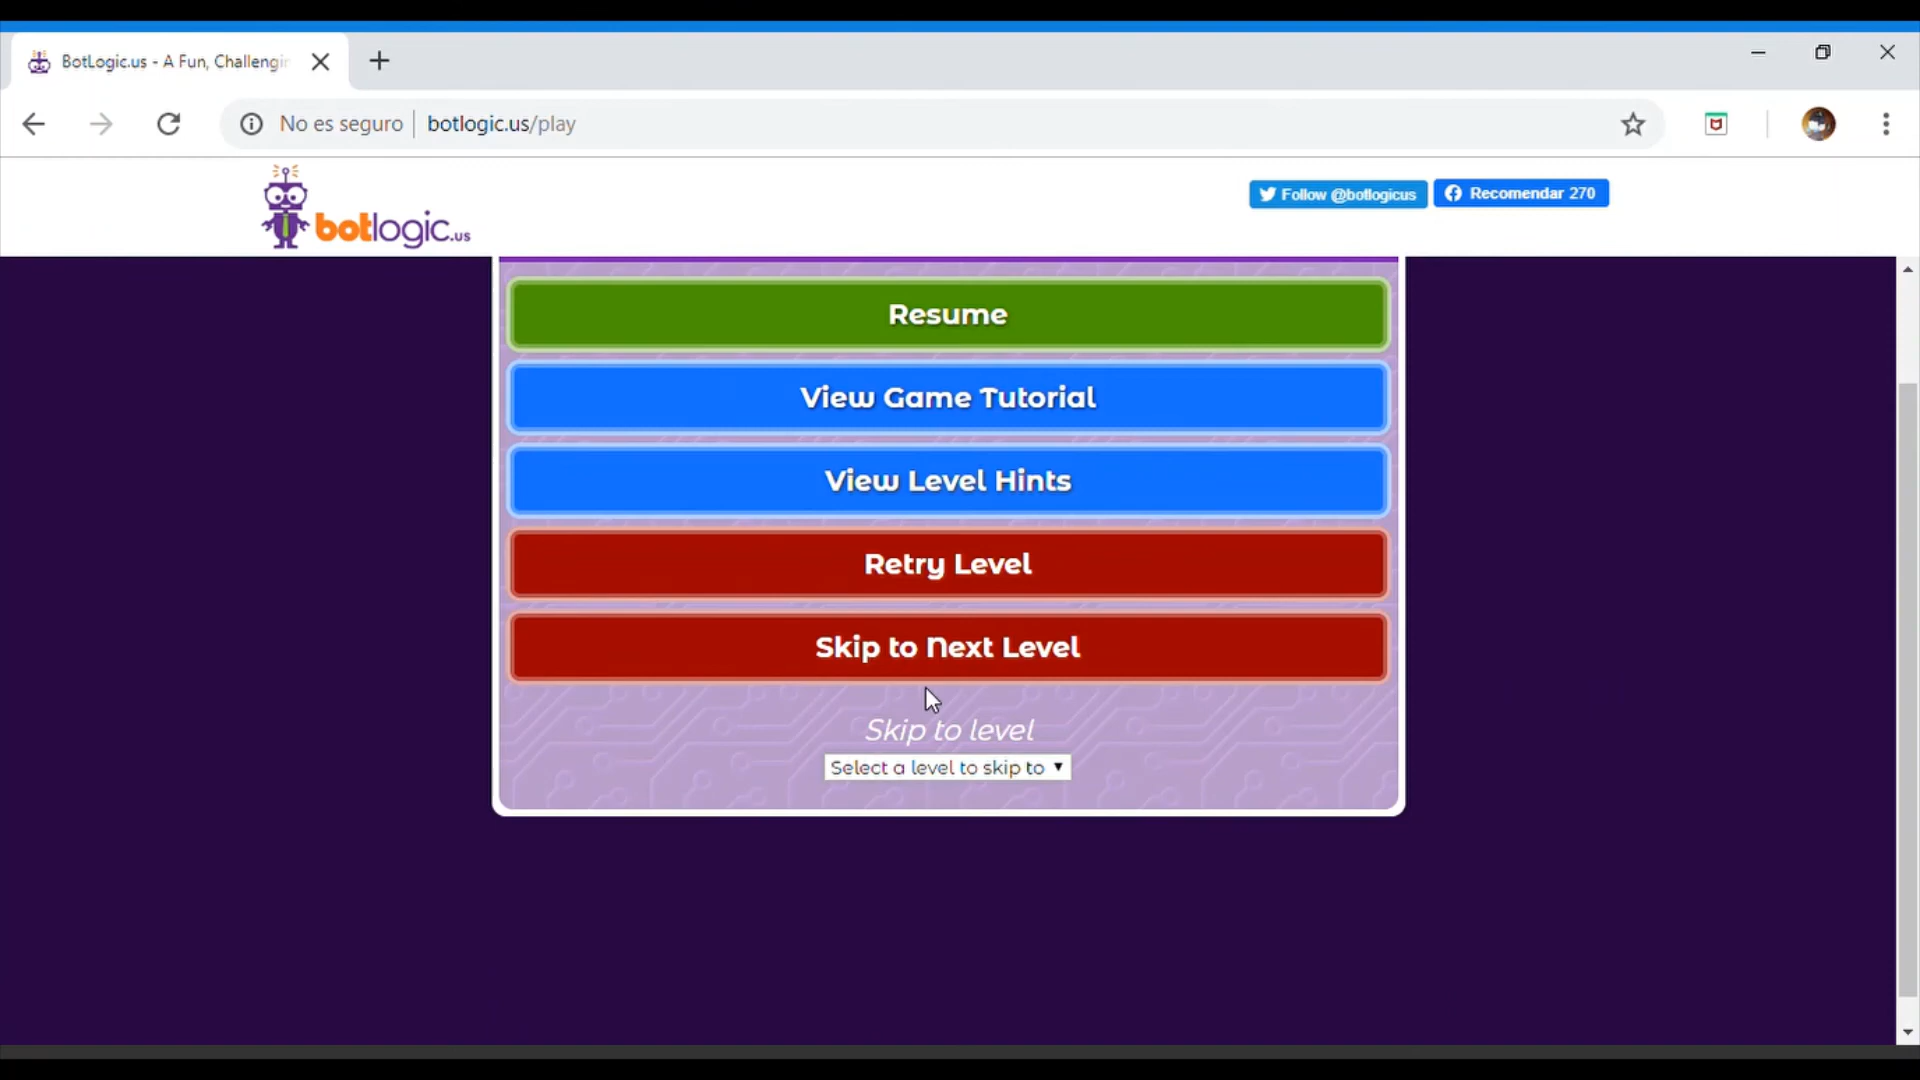 BotLogic.us - A Fun, Challengin
No es seguro
botlogic.us/play
botlogic.us
Follow @botlogicus
Recomendar 270
Resume
View Game Tutorial
View Level Hints
Retry Level
Skip to Next Level
Skip to level
Select a level to skip to